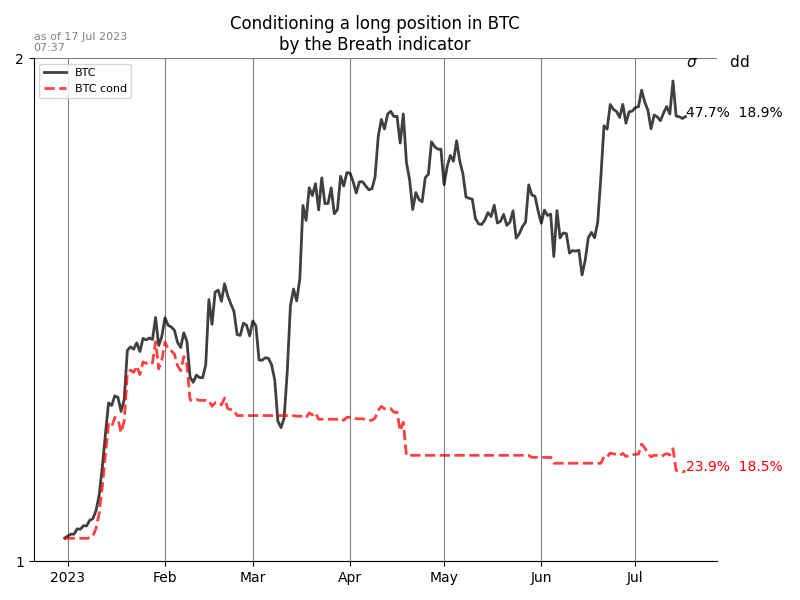 Conditioning a long position in BTC
by the Breath indicator
as of 17 Jul 2023
07:37
σ dd
2
BTC
BTC cond
47.7% 18.9%
23.9% 18.5%
1
2023 Feb Mar Apr May Jun Jul